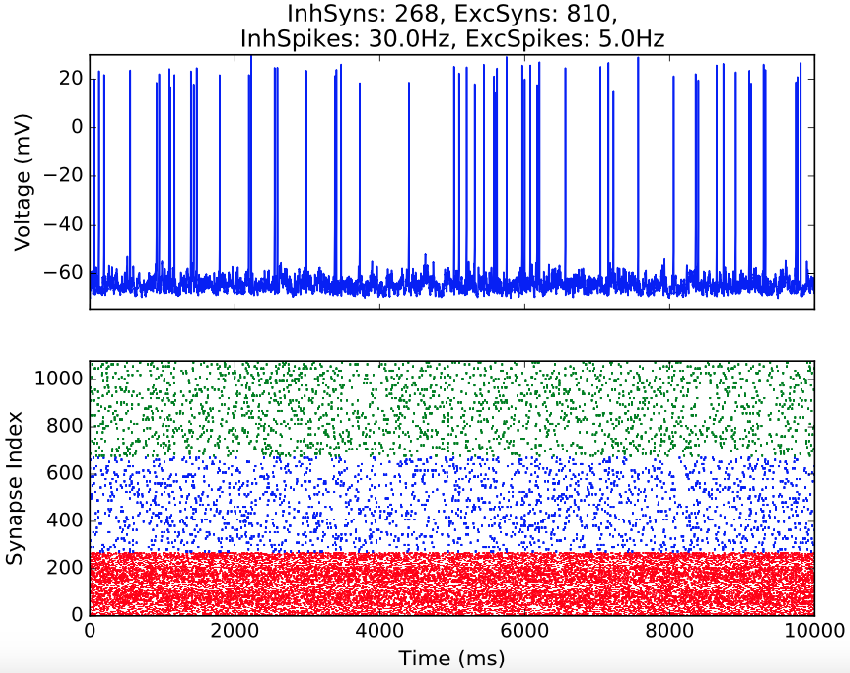 InhSyns: 268, ExcSyns: 810,
InhSpikes: 30.0Hz, ExcSpikes: 5.0Hz
20
0
−20
−40
−60
Voltage (mV)
1000
800
600
400
200
0
Synapse Index
0 2000 4000 6000 8000 10000
Time (ms)